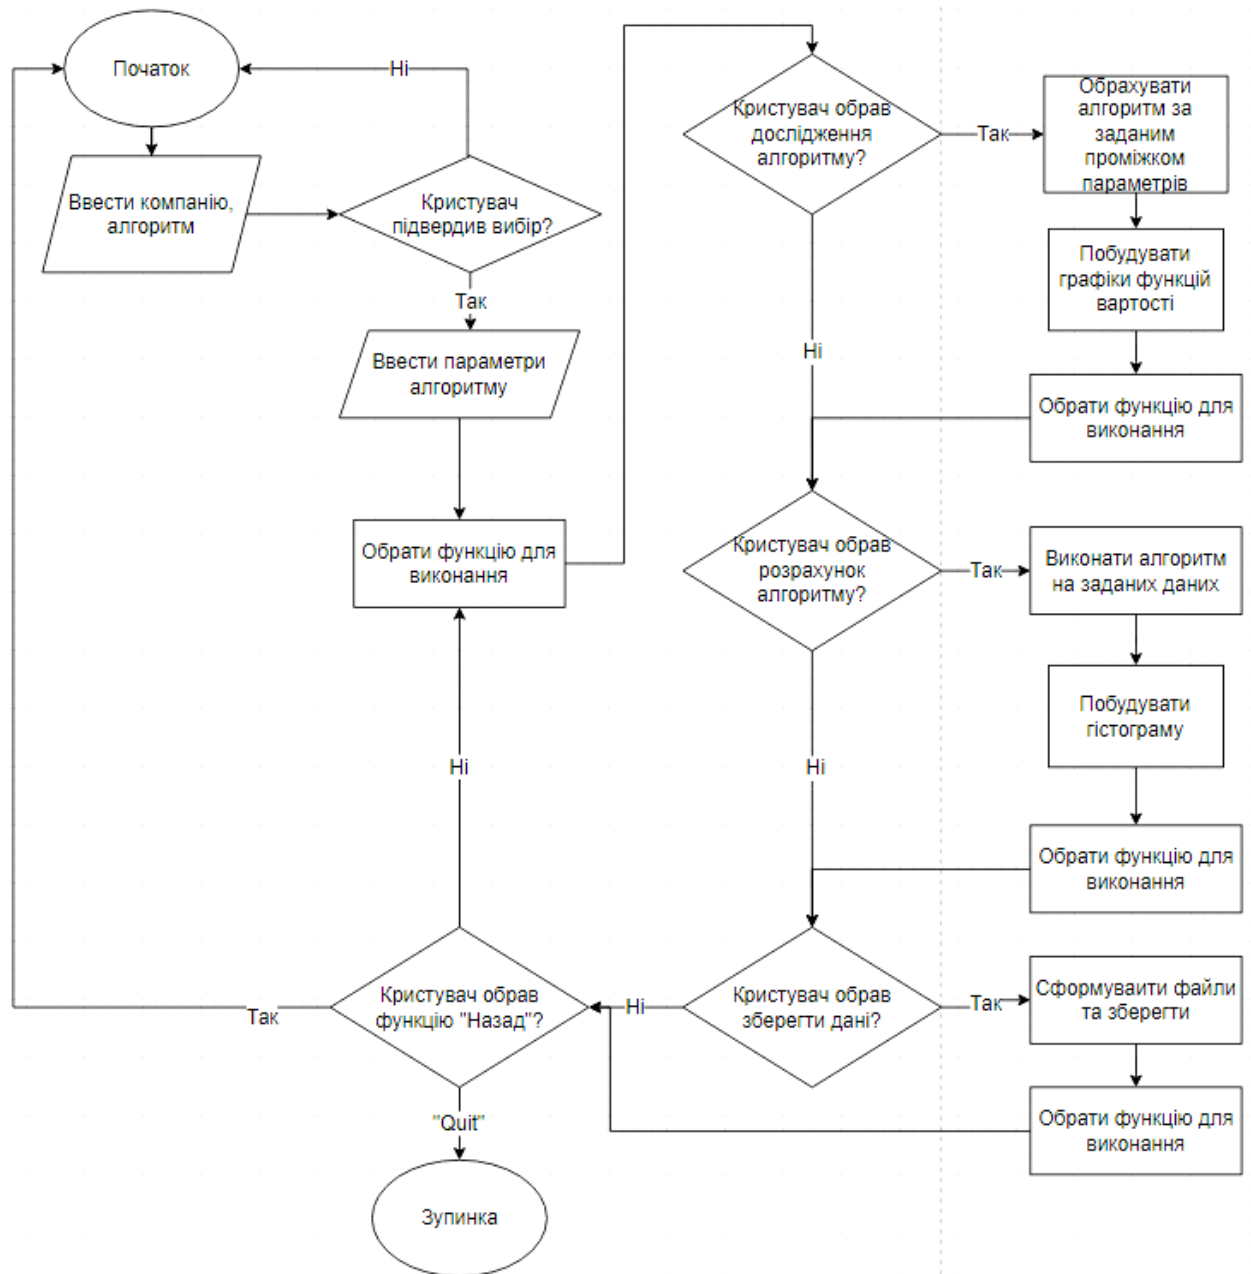 Початок
Ні
Ввести компанію,
алгоритм
Кристувач
підвердив вибір?
Так
Ввести параметри
алгоритму
Обрати функцію для
виконання
Кристувач обрав
дослідження
алгоритму?
Так
Обрахувати
алгоритм за
заданим
проміжком
параметрів
Побудувати
графіки функцій
вартості
Обрати функцію для
виконання
Ні
Кристувач обрав
розрахунок
алгоритму?
Так
Виконати алгоритм
на заданих даних
Побудувати
гістограму
Обрати функцію для
виконання
Ні
Кристувач обрав
зберегти дані?
Так
Сформуваити файли
та зберегти
Обрати функцію для
виконання
Ні
Кристувач обрав
функцію "Назад"?
Ні
Так
"Quit"
Зупинка